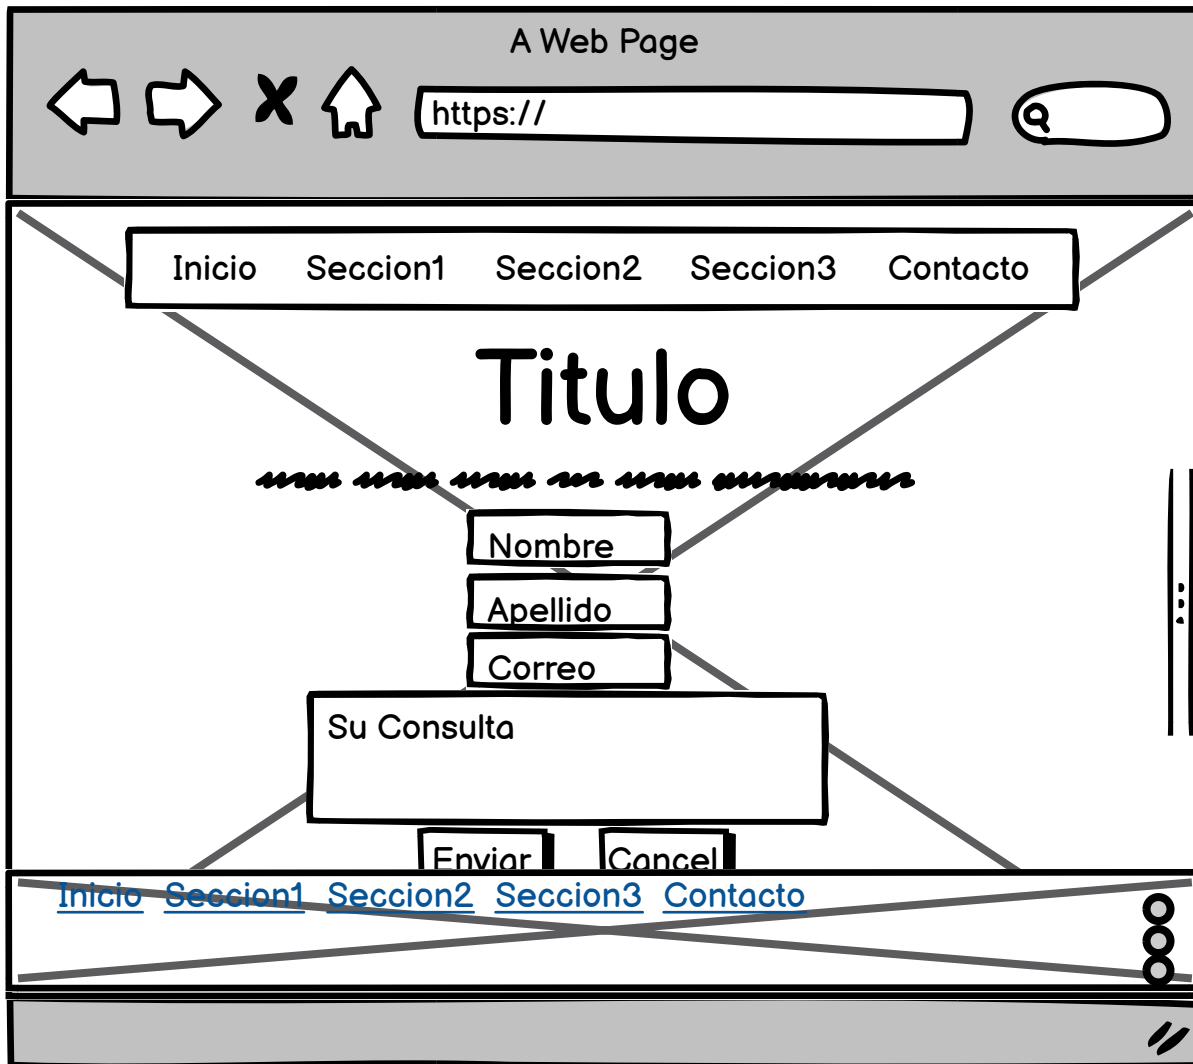 A Web Page
https://
Inicio Seccion1 Seccion2 Seccion3 Contacto
Titulo
Nombre
Apellido
Correo
Su Consulta
Enviar Cancel
Inicio Seccion1 Seccion2 Seccion3 Contacto